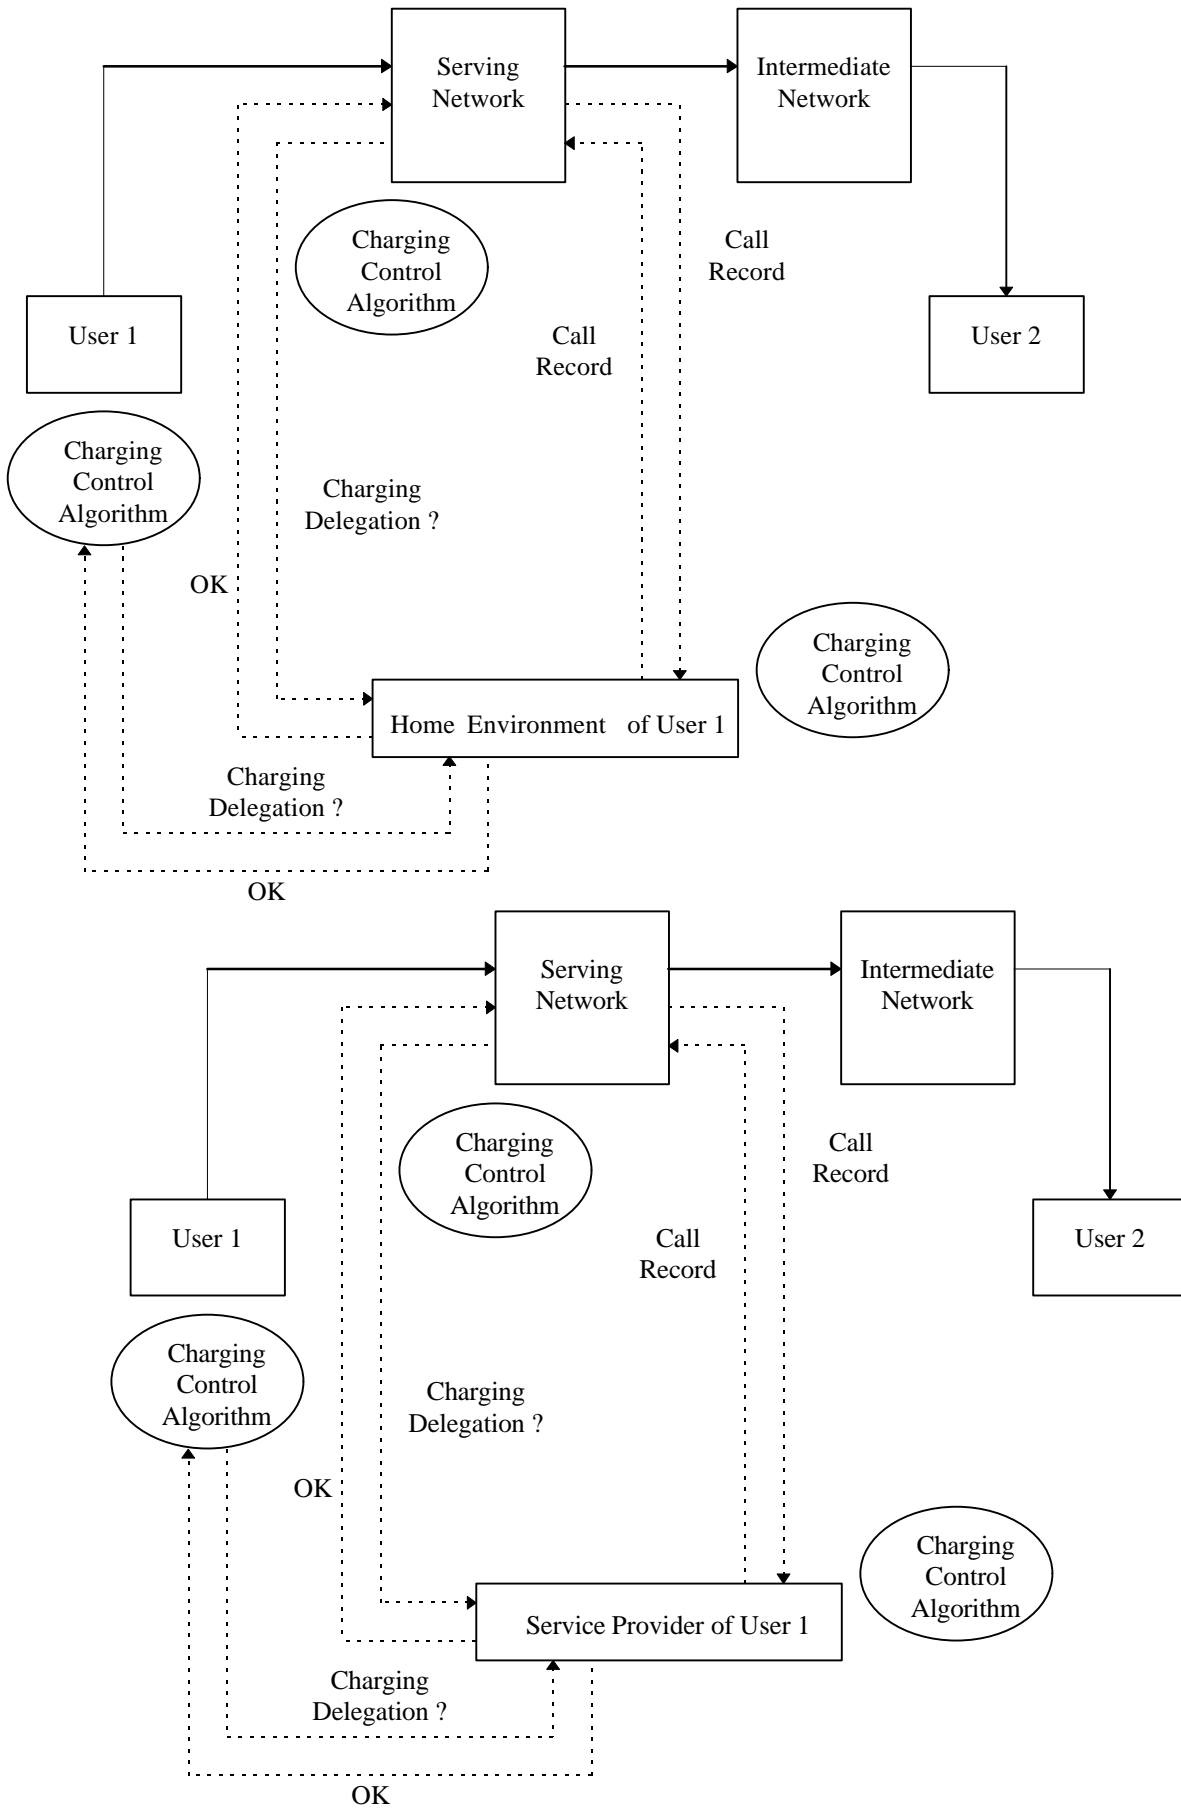 Serving
Network
Intermediate
Network
Charging
Control
Algorithm
Call
Record
User 1
Call
Record
User 2
Charging
Control
Algorithm
Charging
Delegation ?
OK
Charging
Control
Algorithm
Home Environment of User 1
Charging
Delegation ?
OK
Serving
Network
Intermediate
Network
Charging
Control
Algorithm
Call
Record
User 1
Call
Record
User 2
Charging
Control
Algorithm
Charging
Delegation ?
OK
Charging
Control
Algorithm
Service Provider of User 1
Charging
Delegation ?
OK